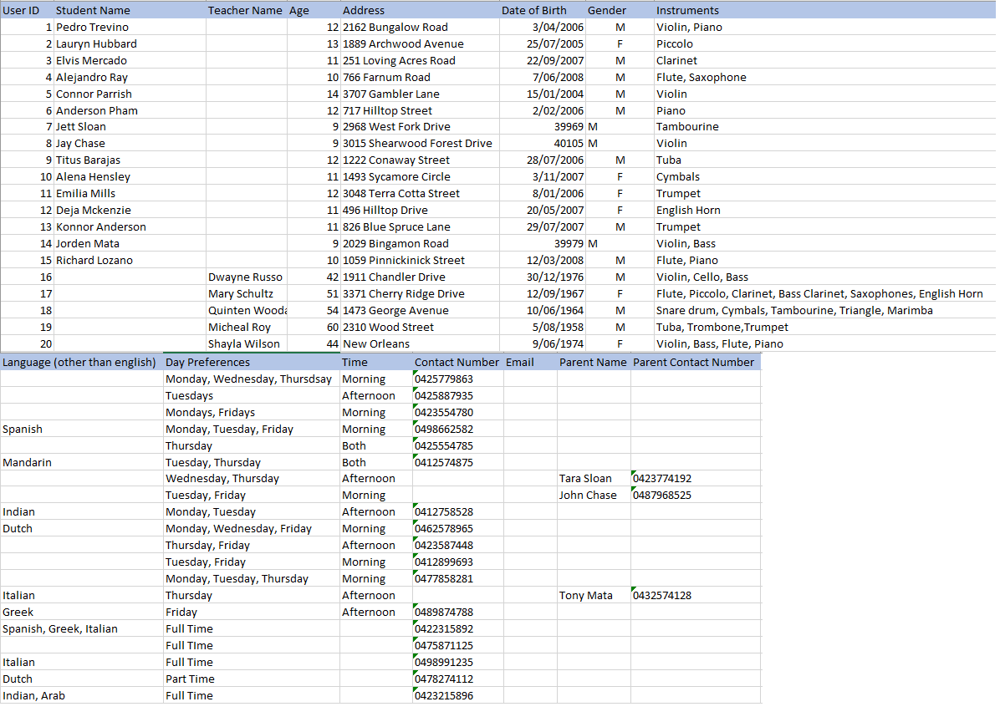 User ID Student Name Teacher Name Age Address Date of Birth Gender Instruments
1 Pedro Trevino 12 2162 Bungalow Road 3/04/2006 M Violin, Piano
2 Lauryn Hubbard 13 1889 Archwood Avenue 25/07/2005 F Piccolo
3 Elvis Mercado 11 251 Loving Acres Road 22/09/2007 M Clarinet
4 Alejandro Ray 10 766 Farnum Road 7/06/2008 M Flute, Saxophone
5 Connor Parrish 14 3707 Gambler Lane 15/01/2004 M Violin
6 Anderson Pham 12 717 Hilltop Street 2/02/2006 M Piano
7 Jett Sloan 9 2968 West Fork Drive 39969 M Tambourine
8 Jay Chase 9 3015 Shearwood Forest Drive 40105 M Violin
9 Titus Barajas 12 1222 Conaway Street 28/07/2006 M Tuba
10 Alena Hensley 11 1493 Sycamore Circle 3/11/2007 F Cymbals
11 Emilia Mills 12 3048 Terra Cotta Street 8/01/2006 F Trumpet
12 Deja Mckenzie 11 496 Hilltop Drive 20/05/2007 F English Horn
13 Konnor Anderson 11 826 Blue Spruce Lane 29/07/2007 M Trumpet
14 Jorden Mata 9 2029 Bingamon Road 39979 M Violin, Bass
15 Richard Lozano 10 1059 Pinnickinick Street 12/03/2008 M Flute, Piano
16 Dwayne Russo 42 1911 Chandler Drive 30/12/1976 M Violin, Cello, Bass
17 Mary Schultz 51 3371 Cherry Ridge Drive 12/09/1967 F Flute, Piccolo, Clarinet, Bass Clarinet, Saxophones, English Horn
18 Quinten Wooda 54 1473 George Avenue 10/06/1964 M Snare drum, Cymbals, Tambourine, Triangle, Marimba
19 Micheal Roy 60 2310 Wood Street 5/08/1958 M Tuba, Trombone,Trumpet
20 Shayla Wilson 44 New Orleans 9/06/1974 F Violin, Bass, Flute, Piano
Language (other than english) Day Preferences Time Contact Number Email Parent Name Parent Contact Number
Monday, Wednesday, Thursdsay Morning 0425779863
Tuesdays Afternoon 0425887935
Mondays, Fridays Morning 0423554780
Spanish Monday, Tuesday, Friday Morning 0498662582
Thursday Both 0425554785
Mandarin Tuesday, Thursday Both 0412574875
Wednesday, Thursday Afternoon Tara Sloan 0423774192
Tuesday, Friday Morning John Chase 0487968525
Indian Monday, Tuesday Afternoon 0412758528
Dutch Monday, Wednesday, Friday Morning 0462578965
Thursday, Friday Afternoon 0423587448
Tuesday, Friday Morning 0412899693
Monday, Tuesday, Thursday Morning 0477858281
Italian Thursday Afternoon Tony Mata 0432574128
Greek Friday Afternoon 0489874788
Spanish, Greek, Italian Full Time 0422315892
Full TIme 0475871125
Italian Full Time 0498991235
Dutch Part Time 0478274112
Indian, Arab Full Time 0423215896